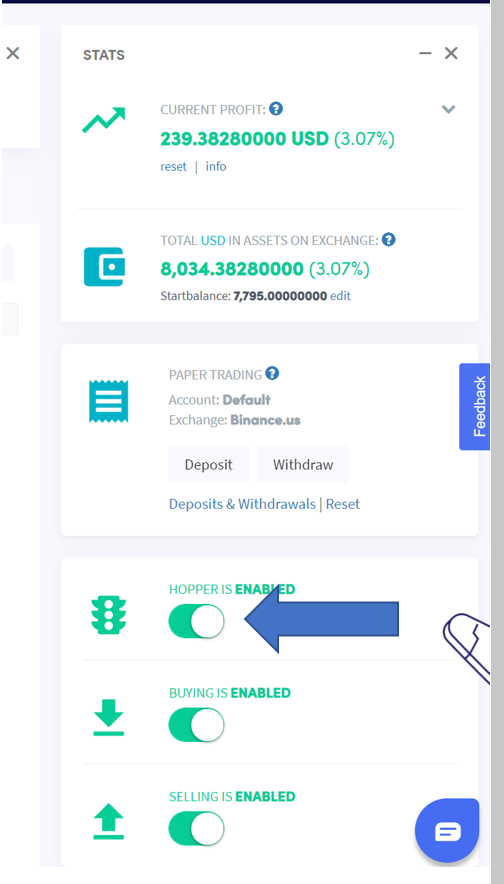 STATS
CURRENT PROFIT:
239.38280000 USD (3.07%)
reset | info
TOTAL USD IN ASSETS ON EXCHANGE:
8,034.38280000 (3.07%)
Startbalance: 7,795.00000000 edit
PAPER TRADING
Account: Default
Exchange: Binance.us
Deposit Withdraw
Deposits & Withdrawals | Reset
Feedback
HOPPER IS ENABLED
BUYING IS ENABLED
SELLING IS ENABLED